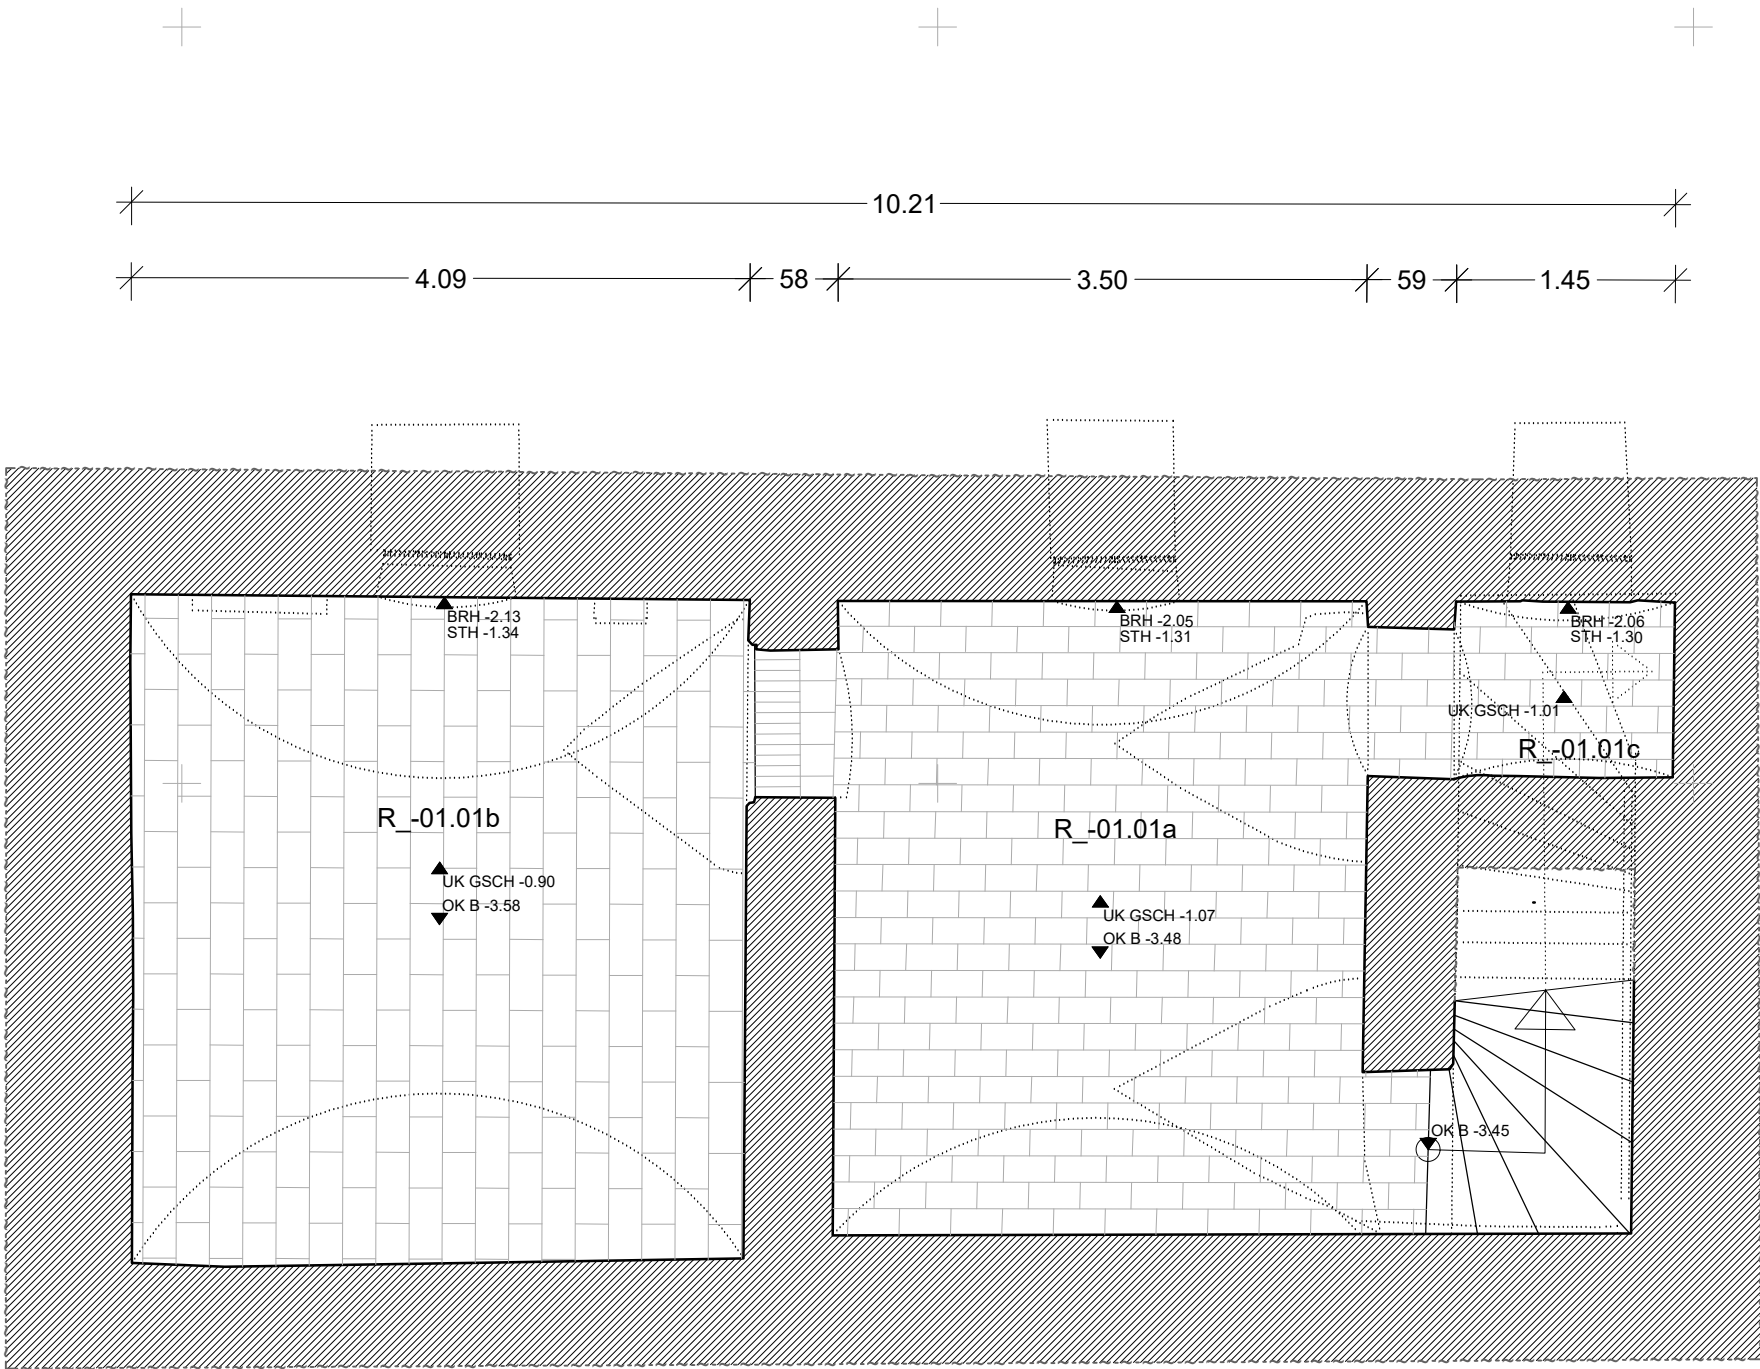 10.21
4.09
58
3.50
59
1.45
BRH -2.13
STH -1.34
BRH -2.05
STH -1.31
BRH -2.06
STH -1.30
UK GSCH -1.01
R_-01.01c
R_-01.01b
R_-01.01a
UK GSCH -0.90
OK B -3.58
UK GSCH -1.07
OK B -3.48
OK B -3.45